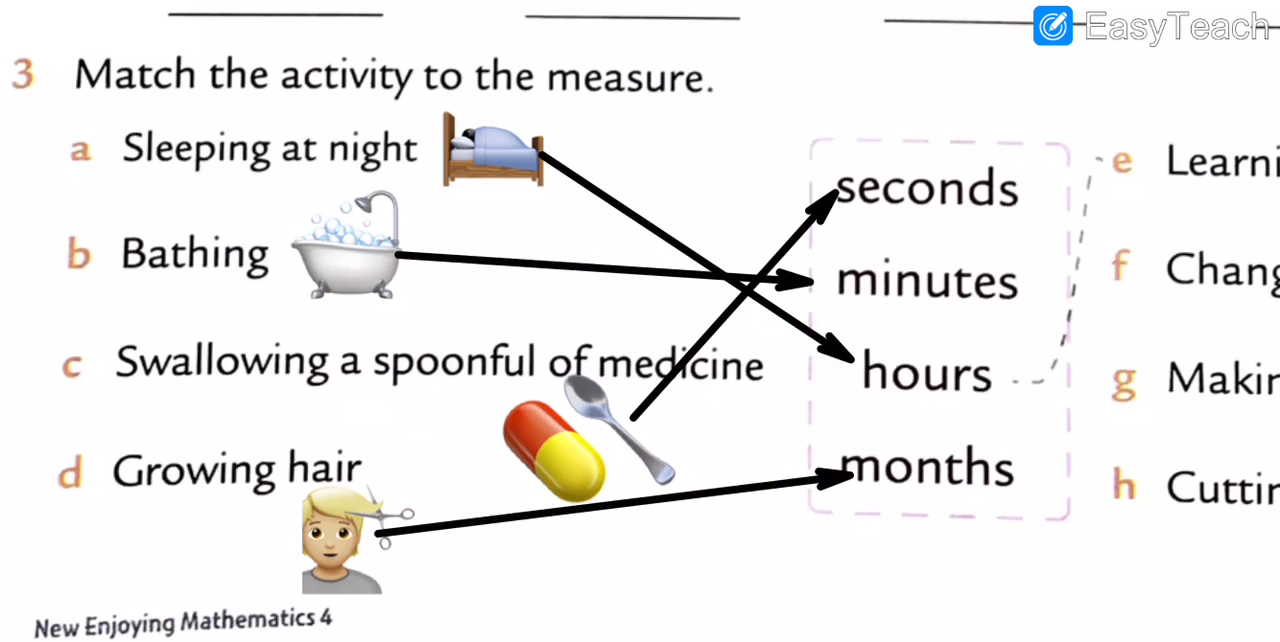 EasyTeach
3 Match the activity to the measure.
a Sleeping at night
b Bathing
c Swallowing a spoonful of medicine
d Growing hair
seconds
minutes
hours
months
e
f
g
h
New Enjoying Mathematics 4